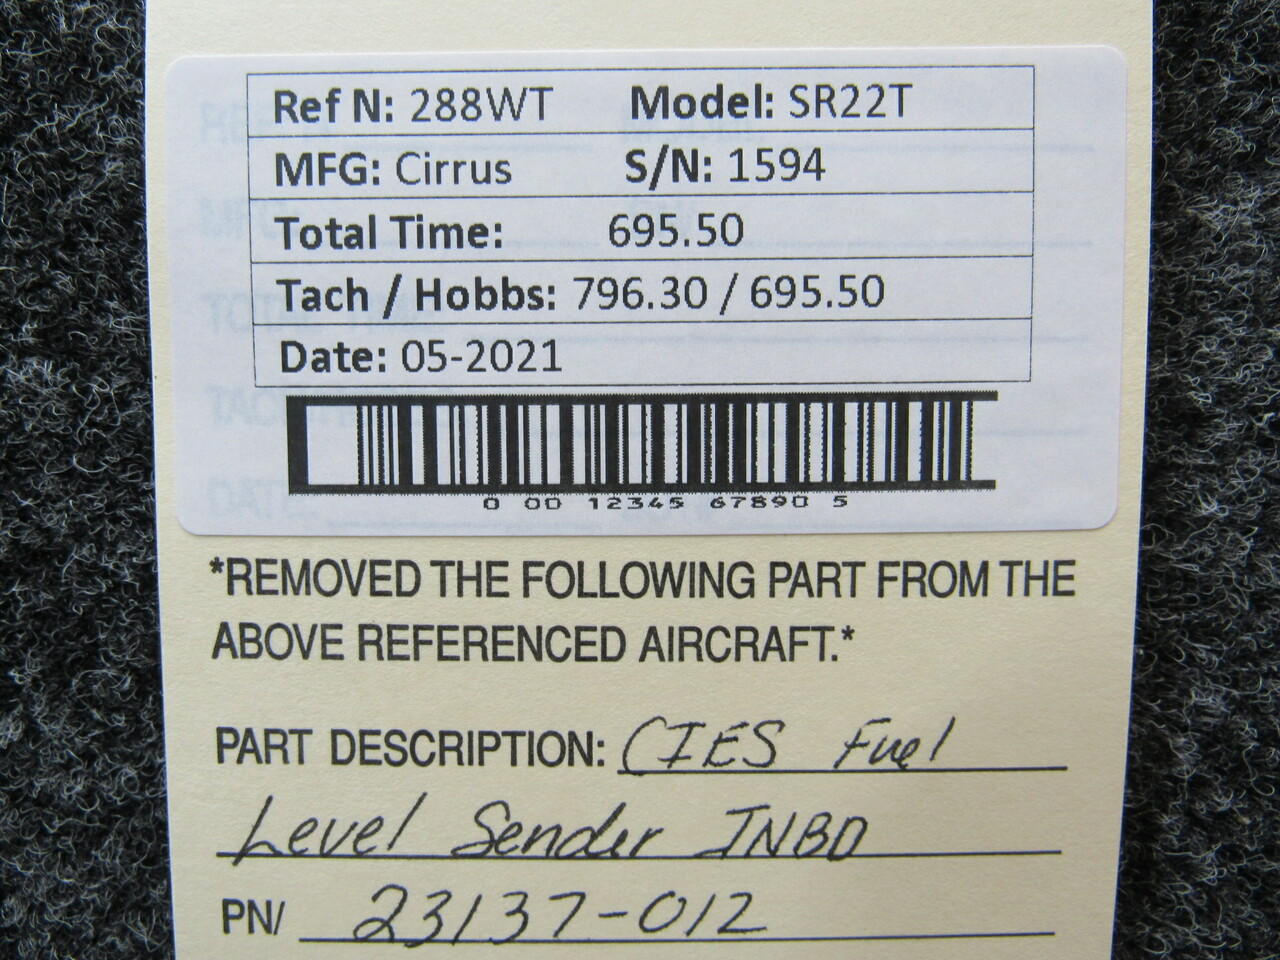 Ref N: 288WT Model: SR22T
MFG: Cirrus S/N: 1594
Total Time: 695.50
Tach / Hobbs: 796.30 / 695.50
Date: 05-2021
0 00 12345 67890 5
*REMOVED THE FOLLOWING PART FROM THE
ABOVE REFERENCED AIRCRAFT.*
PART DESCRIPTION: CIES Fuel
Level Sender INBD
PN/ 23137-012